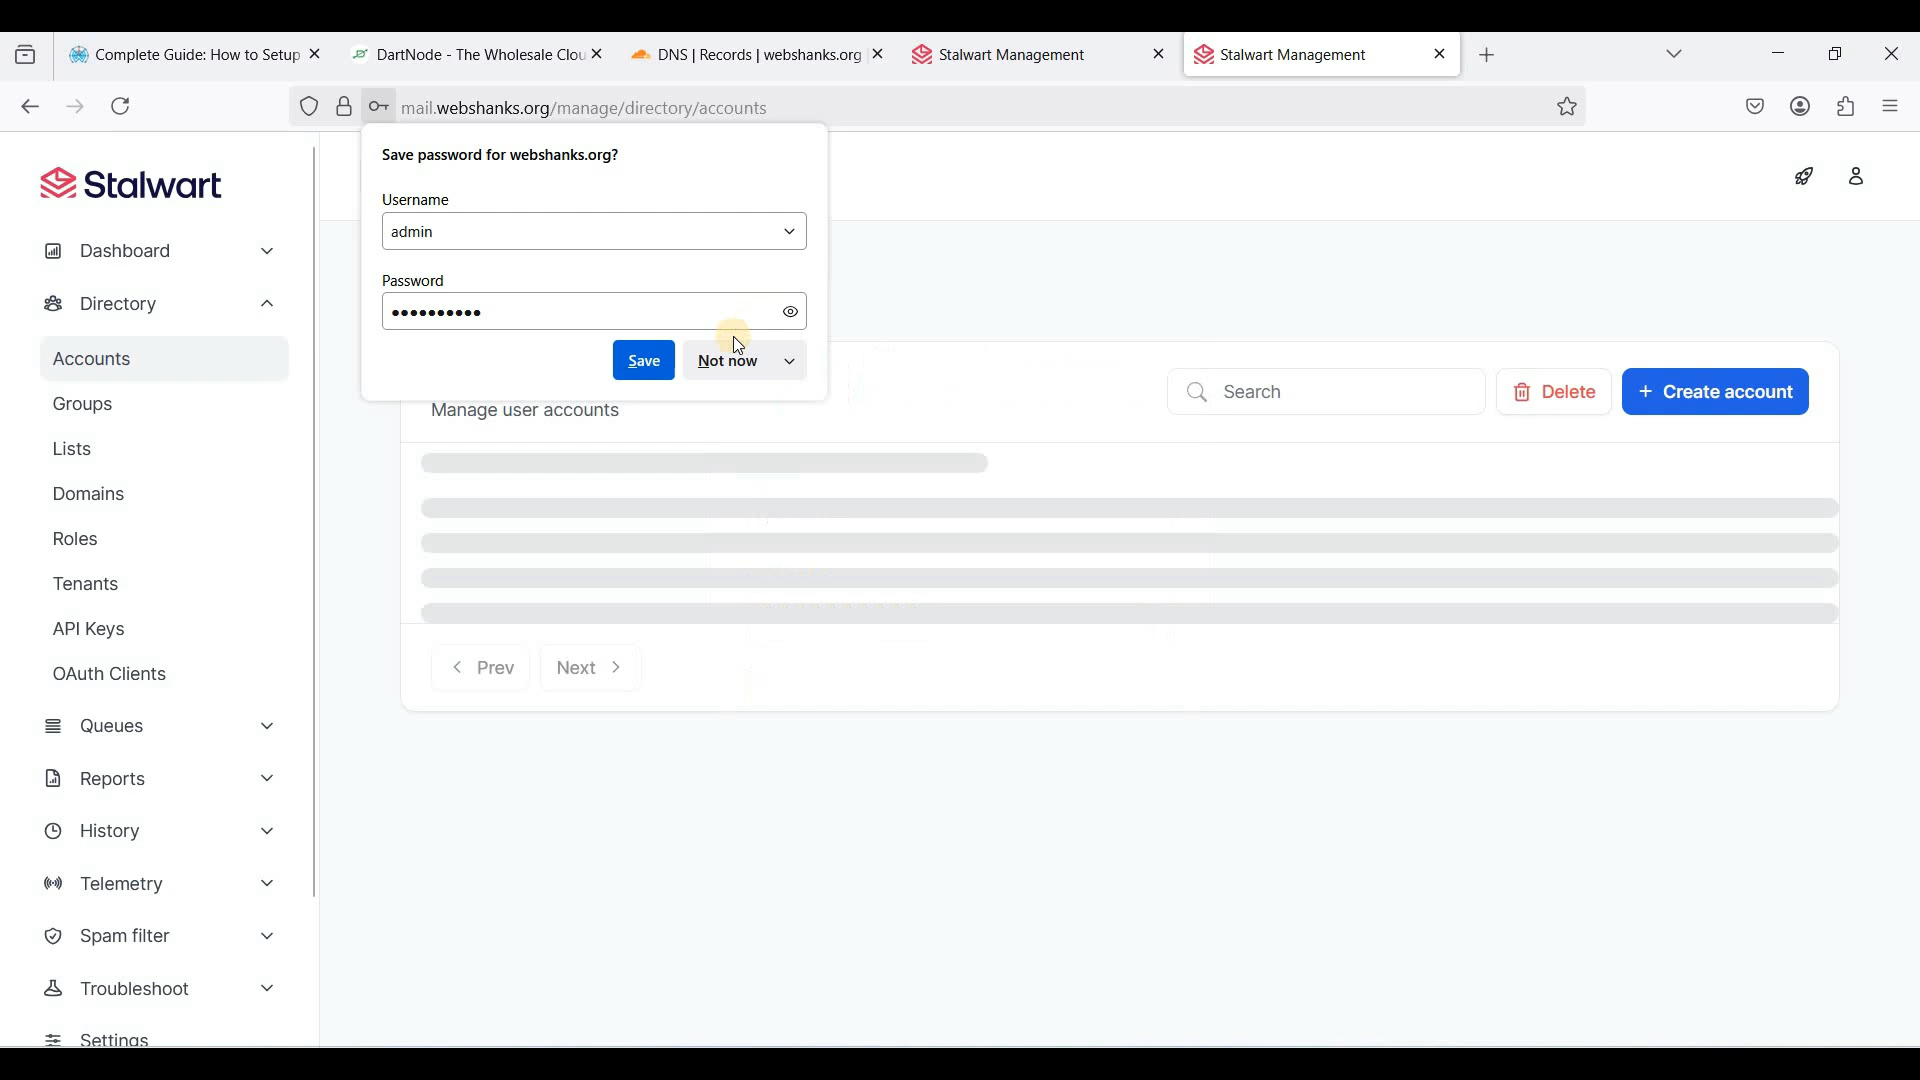 Complete Guide: How to Setup
DartNode - The Wholesale Clou
DNS | Records | webshanks.org
Stalwart Management
Stalwart Management
mail.webshanks.org/manage/directory/accounts
Save password for webshanks.org?
Username
admin
Password
Save
Not now
Stalwart
Dashboard
Directory
Accounts
Groups
Lists
Domains
Roles
Tenants
API Keys
OAuth Clients
Queues
Reports
History
Telemetry
Spam filter
Troubleshoot
Settings
Manage user accounts
Search
Delete
+ Create account
Prev
Next